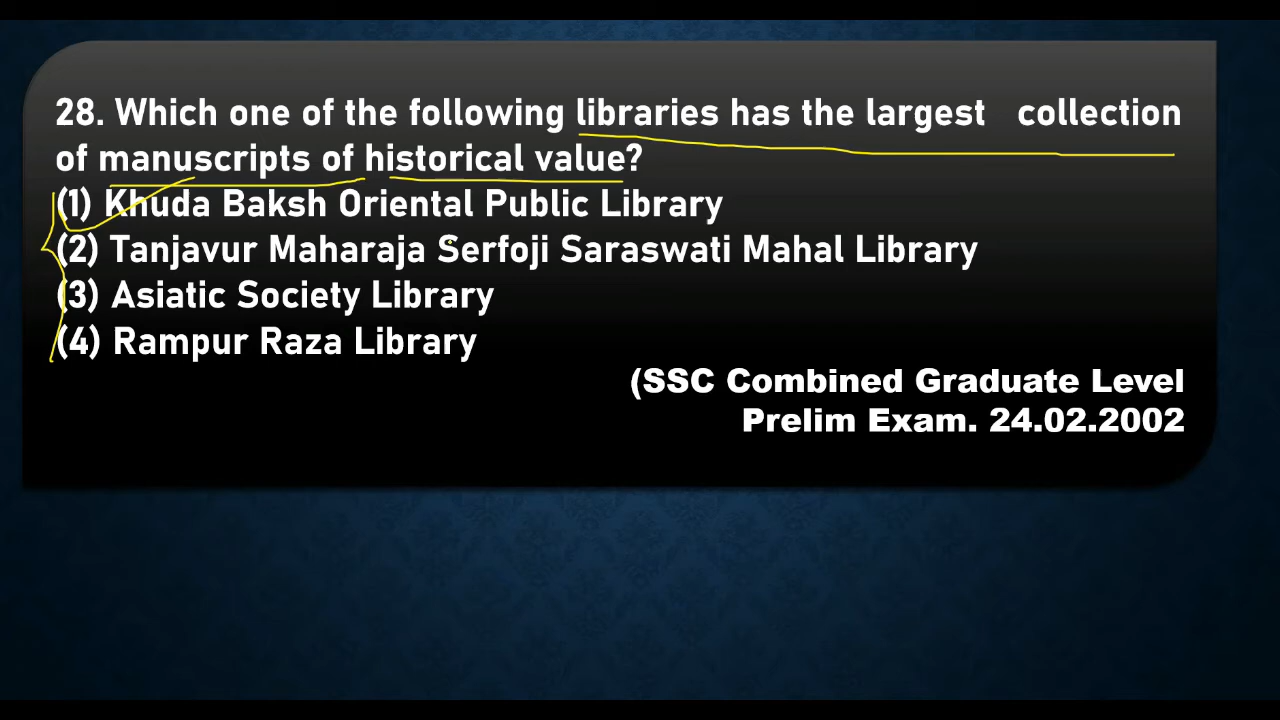 28. Which one of the following libraries has the largest collection
of manuscripts of historical value?
(1) Khuda Baksh Oriental Public Library
(2) Tanjavur Maharaja Serfoji Saraswati Mahal Library
(3) Asiatic Society Library
(4) Rampur Raza Library
(SSC Combined Graduate Level
Prelim Exam. 24.02.2002